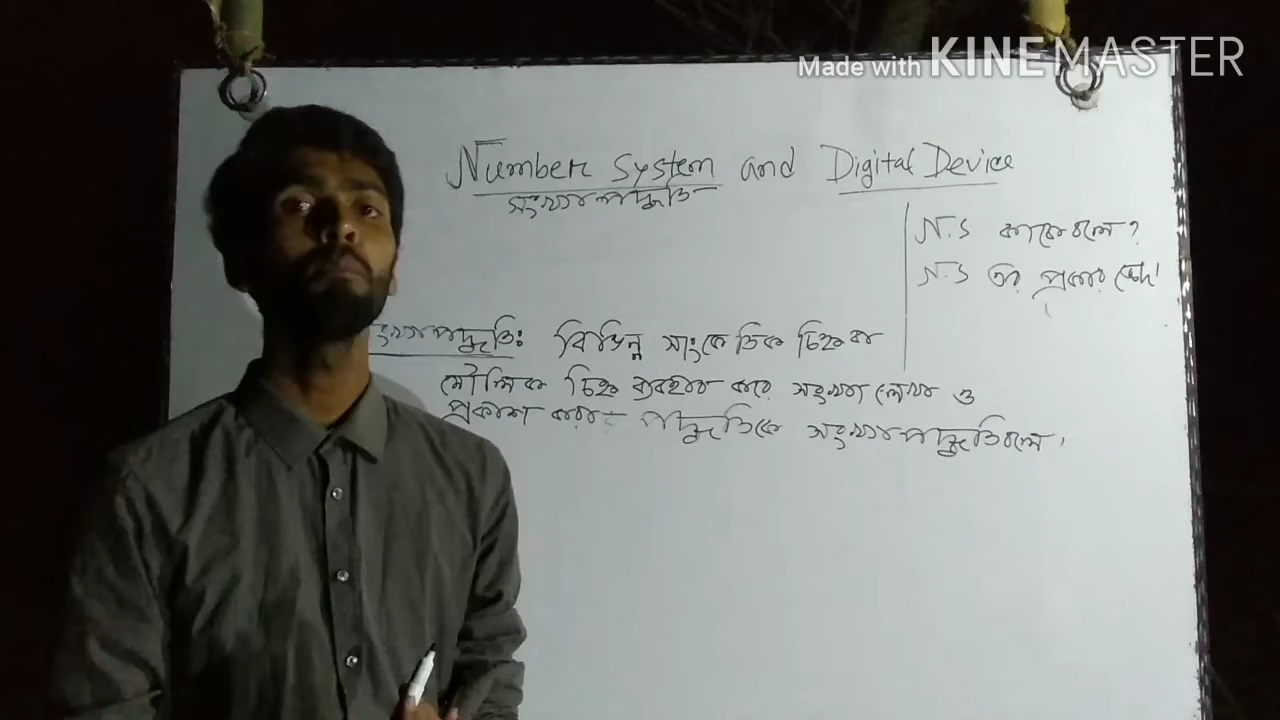 Made with KINEMASTER
Number System and Digital Device
সংখ্যা পদ্ধতি
N.S কাকে বলে?
N.S এর প্রকার ভেদ।
সংখ্যা পদ্ধতিঃ বিভিন্ন সাংকেতিক চিহ্ন বা
মৌলিক চিহ্ন ব্যবহার করে সংখ্যা লেখা ও
প্রকাশ করার পদ্ধতিকে সংখ্যা পদ্ধতি বলে।